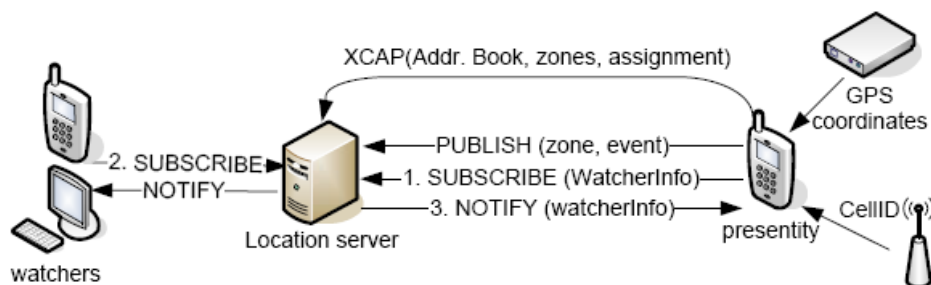 XCAP(Addr. Book, zones, assignment)
GPS
coordinates
PUBLISH (zone, event)
2. SUBSCRIBE
1. SUBSCRIBE (WatcherInfo)
NOTIFY
3. NOTIFY (watcherInfo)
CellID
presentity
Location server
watchers